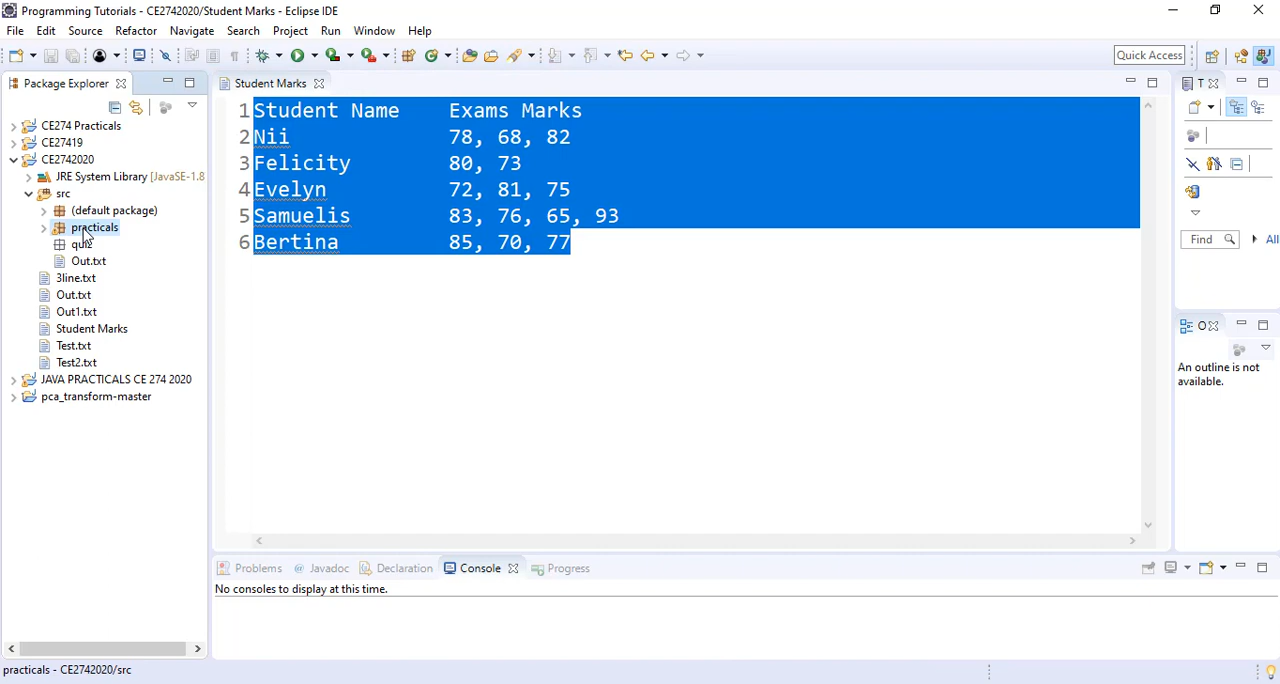 Programming Tutorials - CE2742020/Student Marks - Eclipse IDE
File Edit Source Refactor Navigate Search Project Run Window Help
Quick Access
Package Explorer
Student Marks
T
CE274 Practicals
CE27419
CE2742020
JRE System Library [JavaSE-1.8
src
(default package)
practicals
Out.txt
3line.txt
Out.txt
Out1.txt
Student Marks
Test.txt
Test2.txt
JAVA PRACTICALS CE 274 2020
pca_transform-master
1 Student Name Exams Marks
2 Nii 78, 68, 82
3 Felicity 80, 73
4 Evelyn 72, 81, 75
5 Samuelis 83, 76, 65, 93
6 Bertina 85, 70, 77
Find All
O
An outline is not
available.
Problems @ Javadoc Declaration Console Progress
No consoles to display at this time.
practicals - CE2742020/src